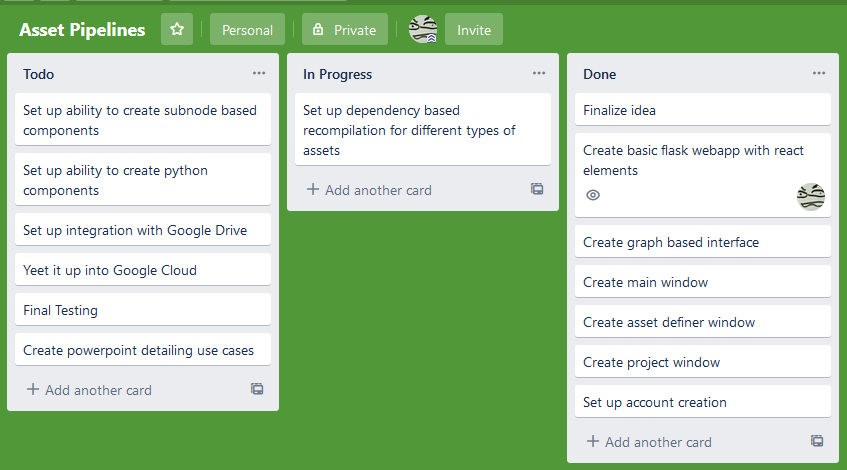 Asset Pipelines
Personal
Private
Invite
Todo
Set up ability to create subnode based
components
Set up ability to create python
components
Set up integration with Google Drive
Yeet it up into Google Cloud
Final Testing
Create powerpoint detailing use cases
Add another card
In Progress
Set up dependency based
recompilation for different types of
assets
Add another card
Done
Finalize idea
Create basic flask webapp with react
elements
Create graph based interface
Create main window
Create asset definer window
Create project window
Set up account creation
Add another card